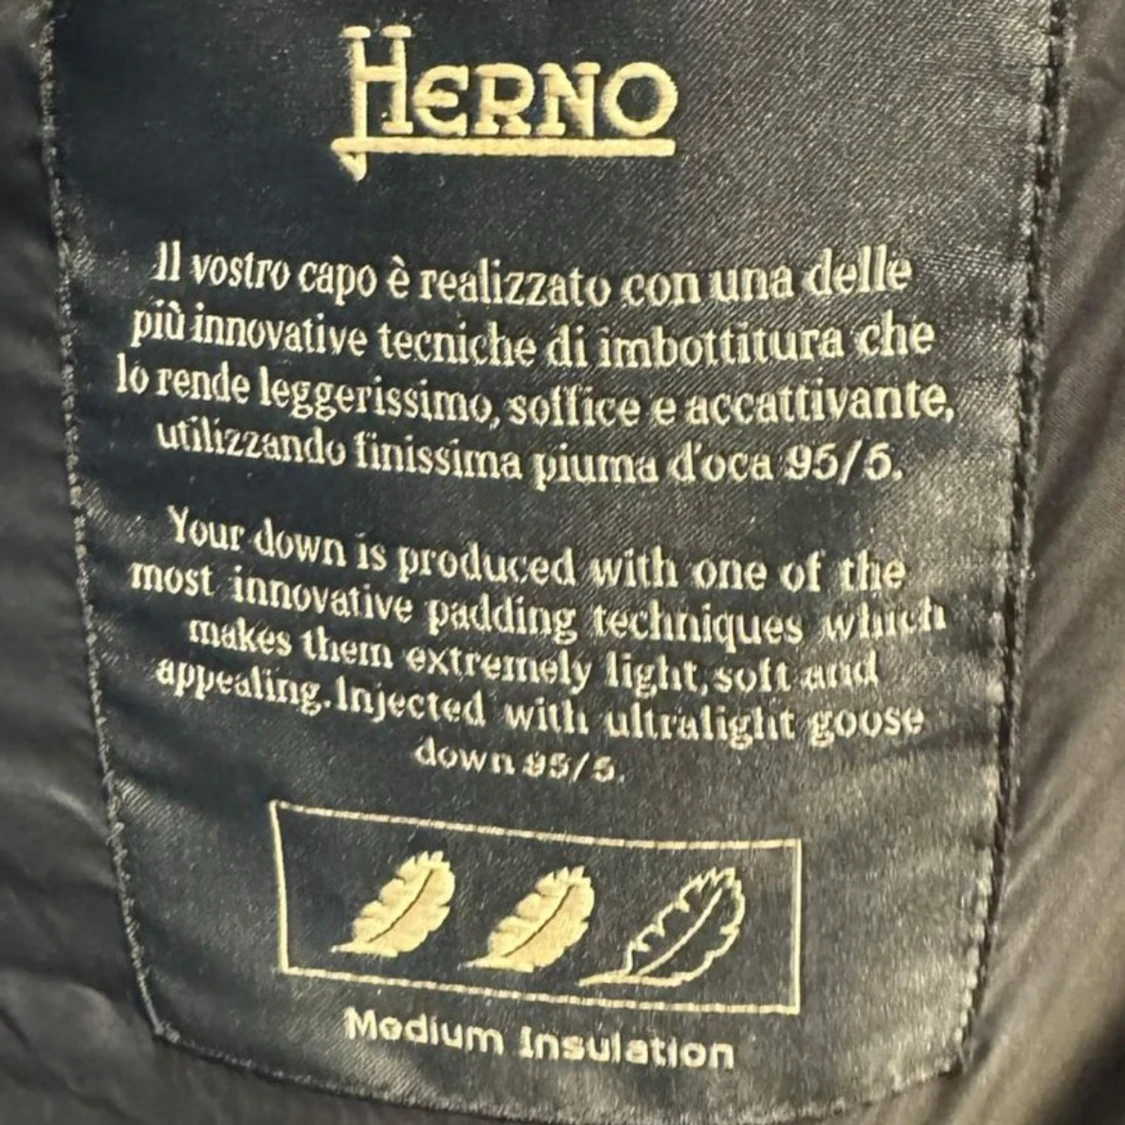 HERNO
Il vostro capo è realizzato con una delle
più innovative tecniche di imbottitura che
lo rende leggerissimo, soffice e accattivante,
utilizzando finissima piuma d'oca 95/5.
Your down is produced with one of the
most innovative padding techniques which
makes them extremely light, soft and
appealing. Injected with ultralight goose
down 95/5.
Medium Insulation